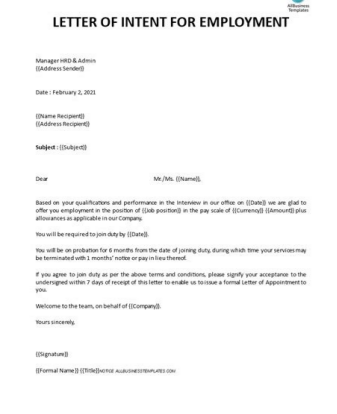 AllBusiness
Templates
LETTER OF INTENT FOR EMPLOYMENT
Manager HRD & Admin
{{Address Sender}}
Date : February 2, 2021
{{Name Recipient}}
{{Address Recipient}}
Subject : {{Subject}}
Dear Mr./Ms. {{Name}},
Based on your qualifications and performance in the Interview in our office on {{Date}} we are glad to
offer you employment in the position of {{Job position}} in the pay scale of {{Currency}} {{Amount}} plus
allowances as applicable in our Company.
You will be required to join duty by {{Date}}.
You will be on probation for 6 months from the date of joining duty, during which time your services may
be terminated with 1 months' notice or pay in lieu thereof.
If you agree to join duty as per the above terms and conditions, please signify your acceptance to the
undersigned within 7 days of receipt of this letter to enable us to issue a formal Letter of Appointment to
you.
Welcome to the team, on behalf of {{Company}}.
Yours sincerely,
{{Signature}}
{{Formal Name}} {{Title}}NOTICE ALLBUSINESSTEMPLATES.COM